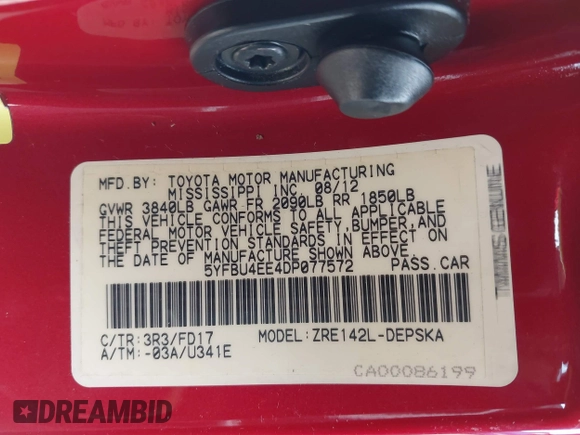 MFD.BY: TOYOTA MOTOR MANUFACTURING
MISSISSIPPI INC. 08/12
GVWR 3840LB GAWR FR 2090LB RR 1850LB
THIS VEHICLE CONFORMS TO ALL APPLICABLE
FEDERAL MOTOR VEHICLE SAFETY,BUMPER,AND
THEFT PREVENTION STANDARDS IN EFFECT ON
THE DATE OF MANUFACTURE SHOWN ABOVE.
5YFBU4EE4DP077572 PASS.CAR
C/TR:3R3/FD17 MODEL:ZRE142L-DEPSKA
A/TM:-03A/U341E
CA00086199
DREAMBID